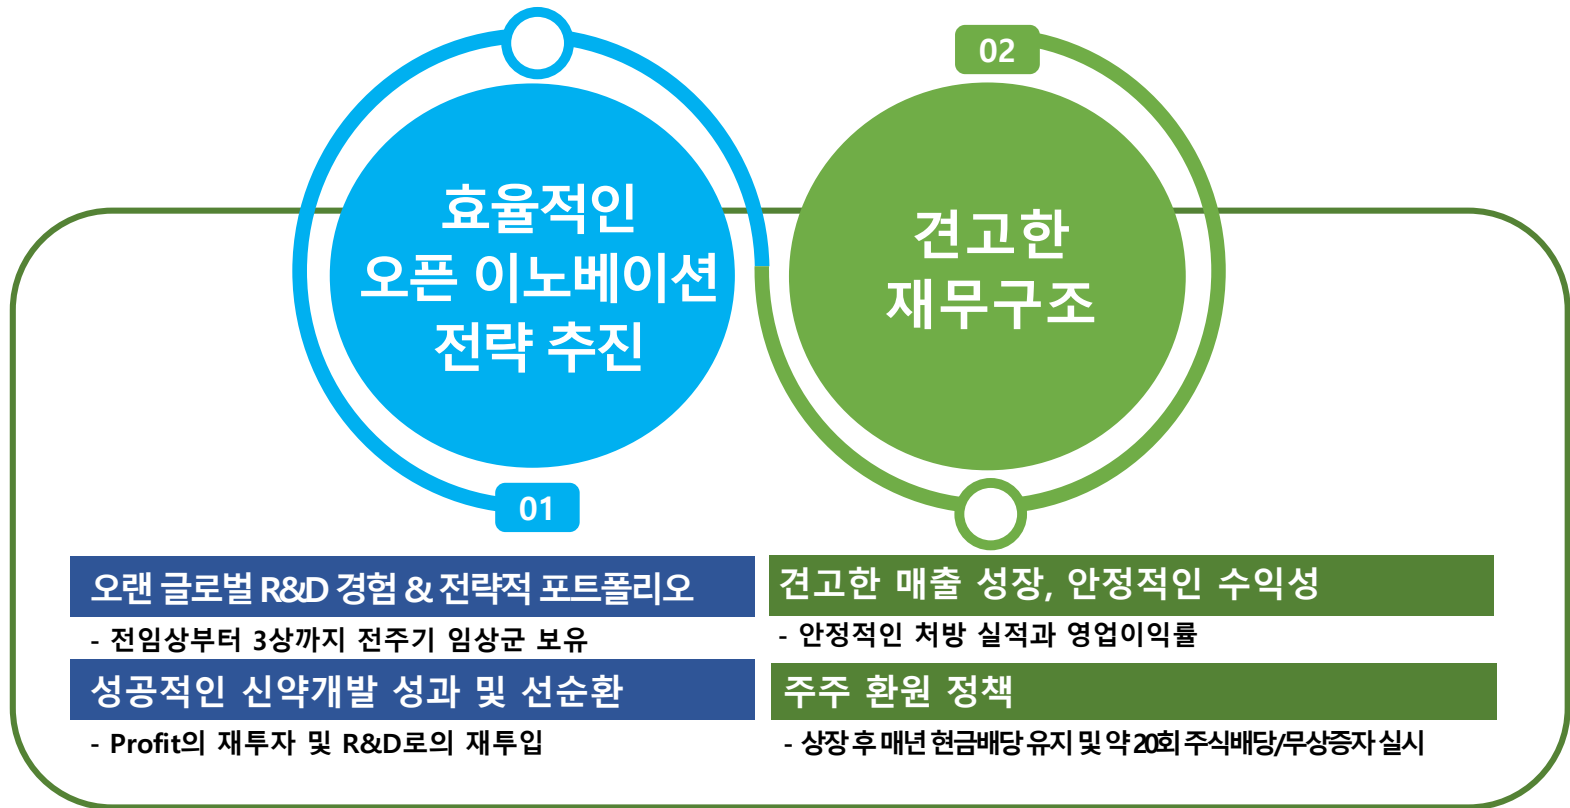 효율적인
오픈 이노베이션
전략 추진
01
02
견고한
재무구조
오랜 글로벌 R&D 경험 & 전략적 포트폴리오
- 전임상부터 3상까지 전주기 임상군 보유
성공적인 신약개발 성과 및 선순환
- Profit의 재투자 및 R&D로의 재투입
견고한 매출 성장, 안정적인 수익성
- 안정적인 처방 실적과 영업이익률
주주 환원 정책
- 상장 후 매년 현금배당 유지 및 약 20회 주식배당/무상증자 실시